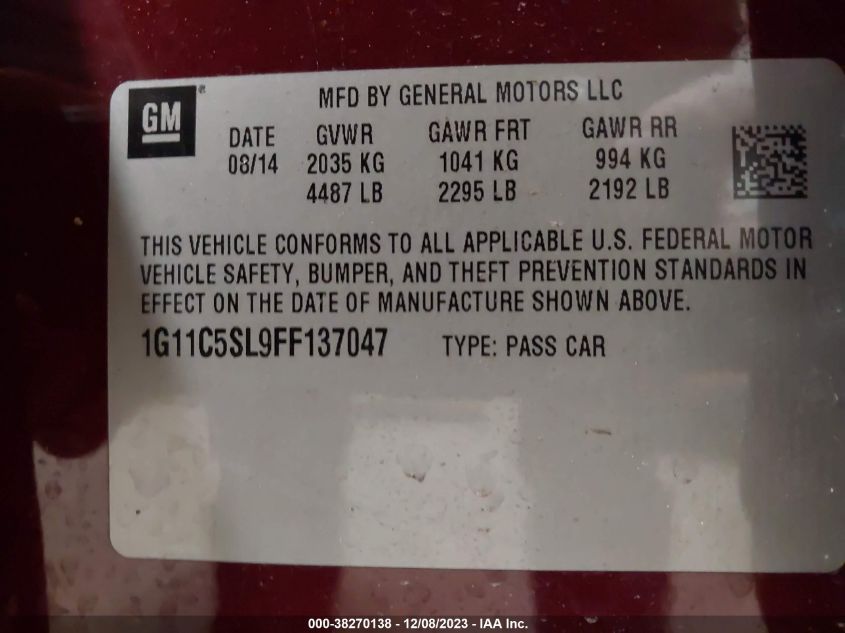 GM®
MFD BY GENERAL MOTORS LLC
DATE GVWR GAWR FRT GAWR RR
08/14 2035 KG 1041 KG 994 KG
4487 LB 2295 LB 2192 LB
THIS VEHICLE CONFORMS TO ALL APPLICABLE U.S. FEDERAL MOTOR
VEHICLE SAFETY, BUMPER, AND THEFT PREVENTION STANDARDS IN
EFFECT ON THE DATE OF MANUFACTURE SHOWN ABOVE.
1G11C5SL9FF137047 TYPE: PASS CAR
000-38270138 - 12/08/2023 - IAA Inc.